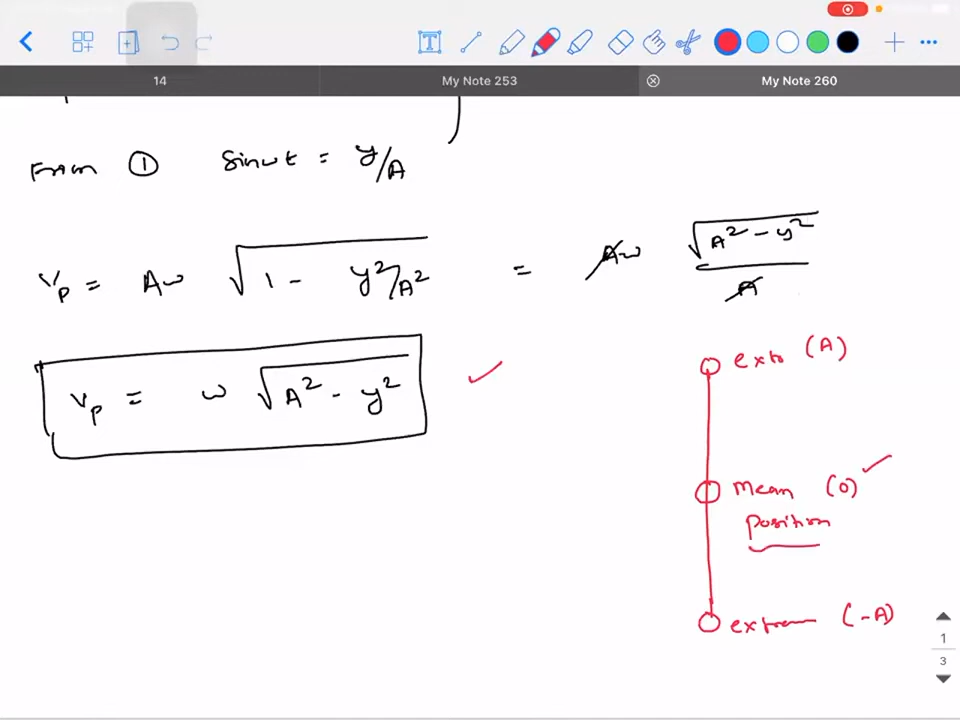 14 My Note 253 My Note 260
From ① Sinωt = y/A
Vp = Aω √(1 - y²/A²) = Aω √(A² - y²)/A
Vp = ω √(A² - y²)
extr (A)
Mean (0)
position
extrem (-A)
1
3